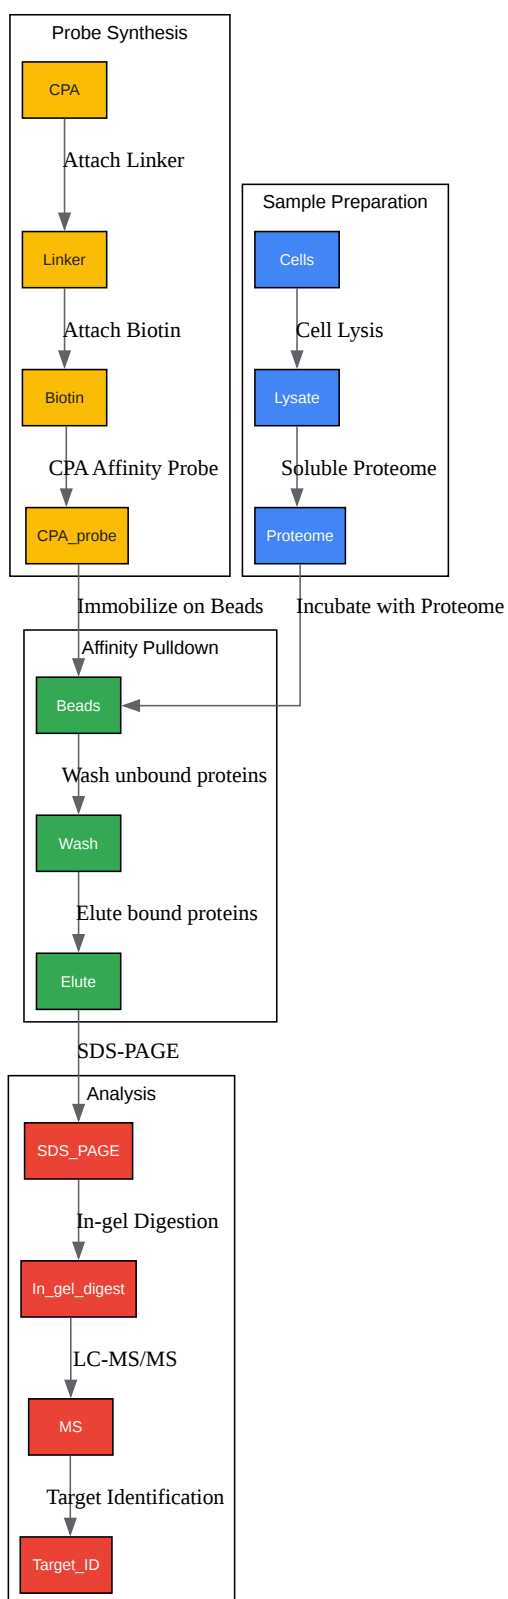 Probe Synthesis
CPA
Attach Linker
Linker
Attach Biotin
Biotin
CPA Affinity Probe
CPA_probe
Sample Preparation
Cells
Cell Lysis
Lysate
Soluble Proteome
Proteome
Immobilize on Beads
Incubate with Proteome
Affinity Pulldown
Beads
Wash unbound proteins
Wash
Elute bound proteins
Elute
SDS-PAGE
Analysis
SDS_PAGE
In-gel Digestion
In_gel_digest
LC-MS/MS
MS
Target Identification
Target_ID